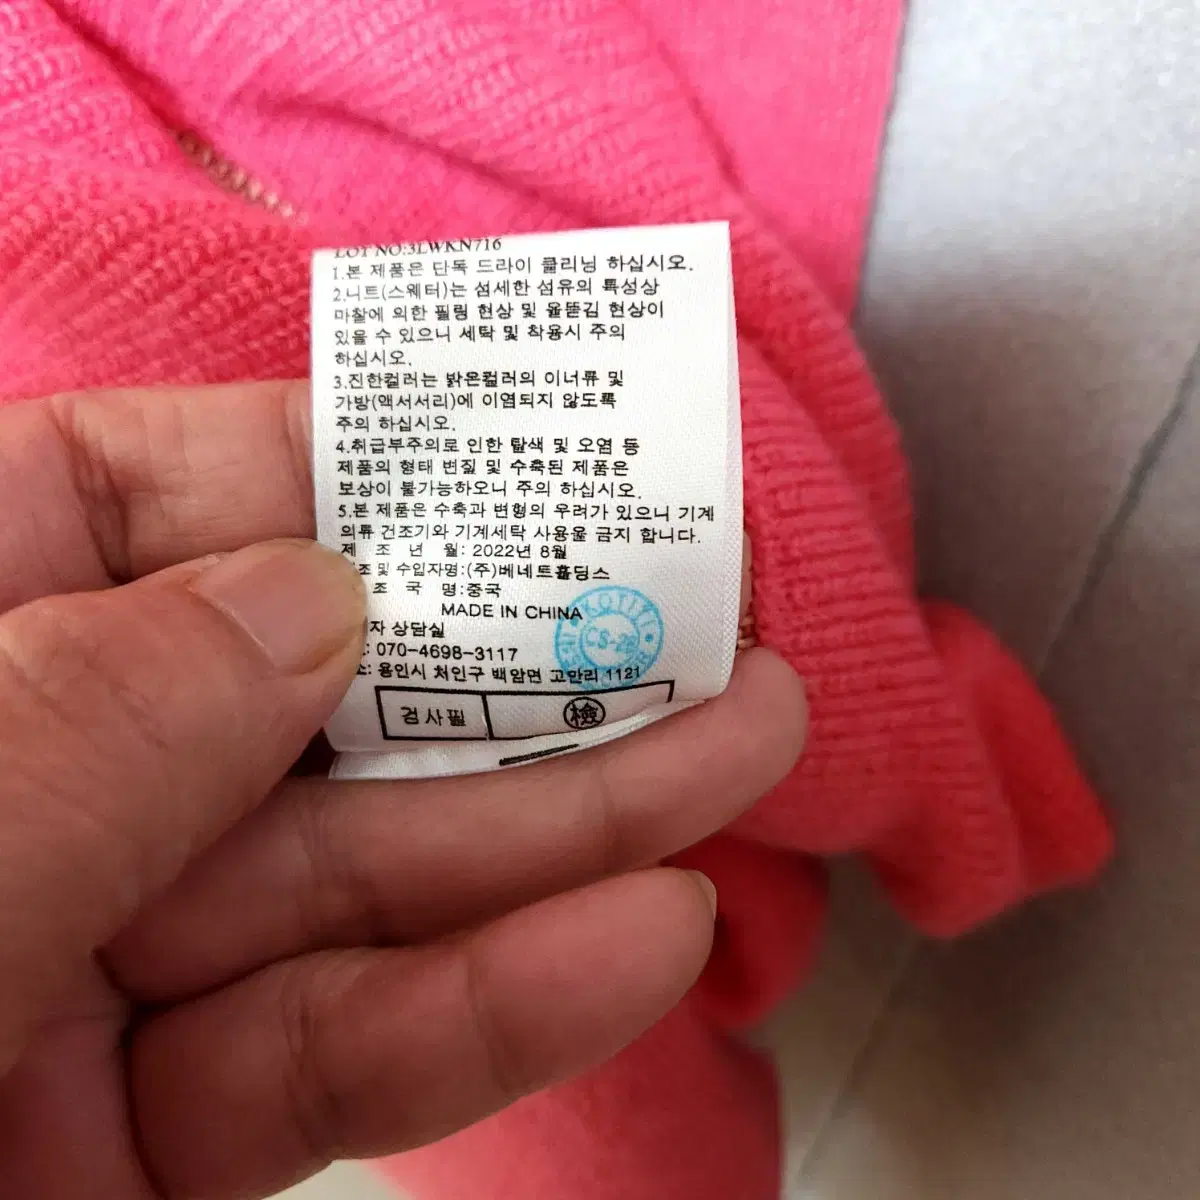 LOT NO:3LWKN716
1.본 제품은 단독 드라이 클리닝 하십시오.
2.니트(스웨터)는 섬세한 섬유의 특성상
마찰에 의한 필링 현상 및 올뜯김 현상이
있을 수 있으니 세탁 및 착용시 주의
하십시오.
3.진한컬러는 밝은컬러의 이너류 및
가방(액서서리)에 이염되지 않도록
주의 하십시오.
4.취급부주의로 인한 탈색 및 오염 등
제품의 형태 변질 및 수축된 제품은
보상이 불가능하오니 주의 하십시오.
5.본 제품은 수축과 변형의 우려가 있으니 기계
의류 건조기와 기계세탁 사용을 금지 합니다.
제 조 년 월: 2022년 8월
조 및 수입자명:(주)베네트홀딩스
조 국 명:중국
MADE IN CHINA
자 상담실
: 070-4698-3117
소: 용인시 처인구 백암면 고안리 1121
KOTITI
CS-26
검사필 檢